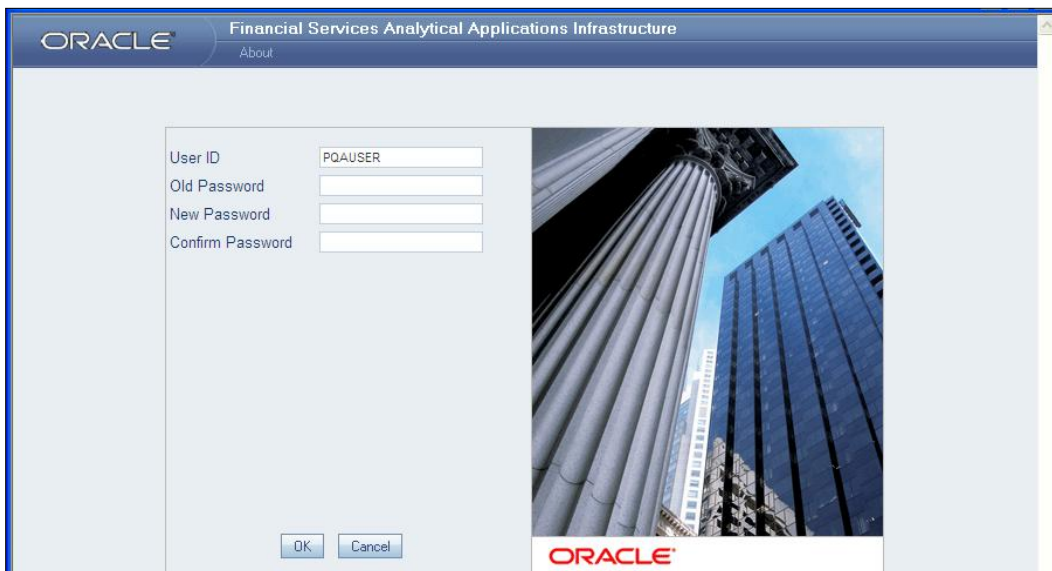 ORACLE
Financial Services Analytical Applications Infrastructure
About
User ID PQAUSER
Old Password
New Password
Confirm Password
OK Cancel
ORACLE